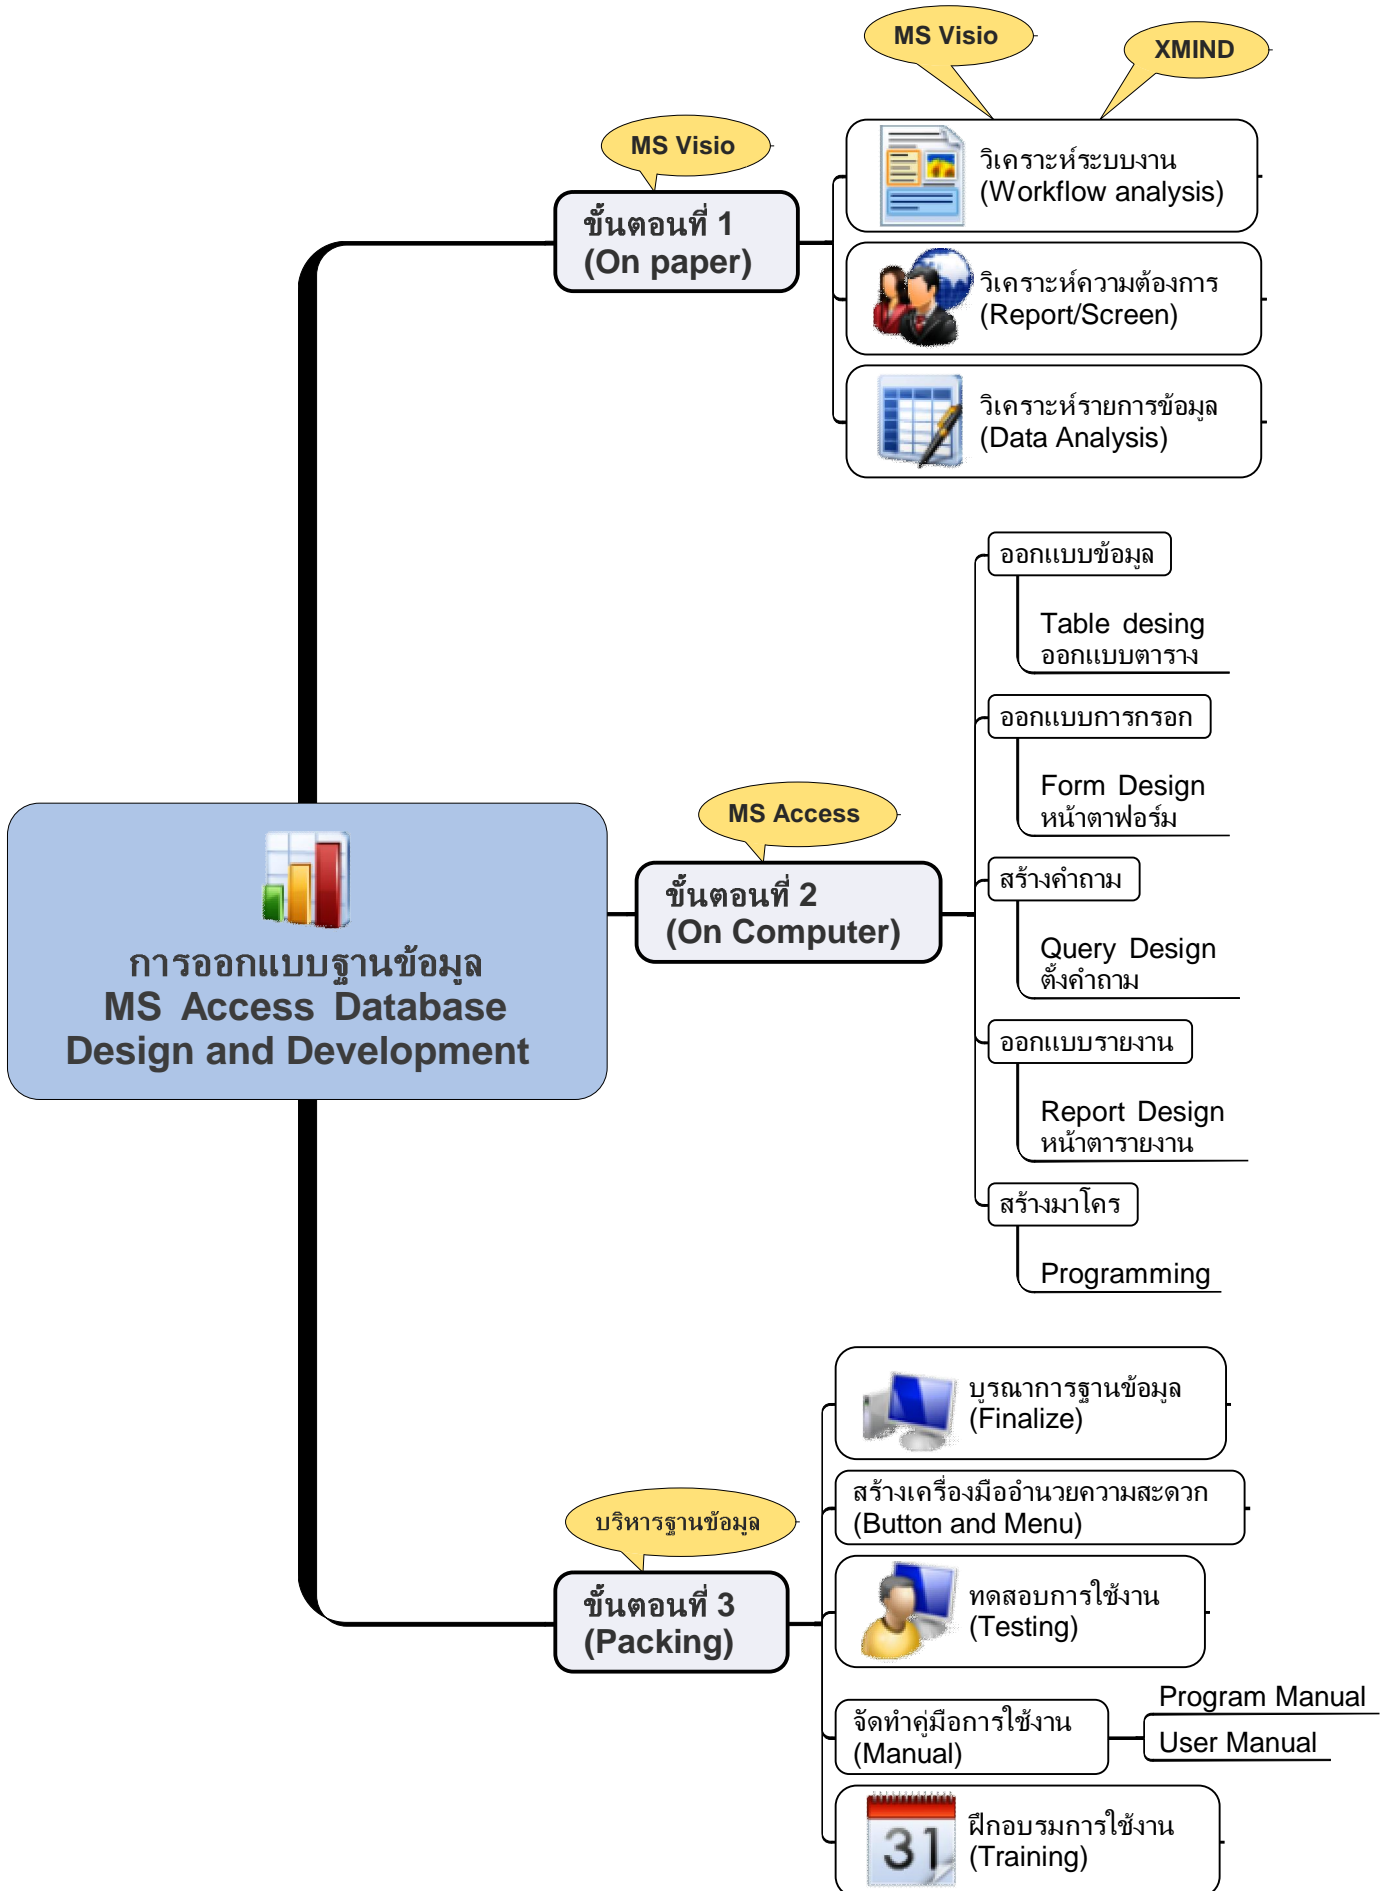 MS Visio
XMIND
MS Visio
ขั้นตอนที่ 1
(On paper)
วิเคราะห์ระบบงาน
(Workflow analysis)
วิเคราะห์ความต้องการ
(Report/Screen)
วิเคราะห์รายการข้อมูล
(Data Analysis)
การออกแบบฐานข้อมูล
MS Access Database
Design and Development
MS Access
ขั้นตอนที่ 2
(On Computer)
ออกแบบข้อมูล
Table desing
ออกแบบตาราง
ออกแบบการกรอก
Form Design
หน้าตาฟอร์ม
สร้างคำถาม
Query Design
ตั้งคำถาม
ออกแบบรายงาน
Report Design
หน้าตารายงาน
สร้างมาโคร
Programming
บริหารฐานข้อมูล
ขั้นตอนที่ 3
(Packing)
บูรณาการฐานข้อมูล
(Finalize)
สร้างเครื่องมืออำนวยความสะดวก
(Button and Menu)
ทดสอบการใช้งาน
(Testing)
จัดทำคู่มือการใช้งาน
(Manual)
Program Manual
User Manual
31
ฝึกอบรมการใช้งาน
(Training)